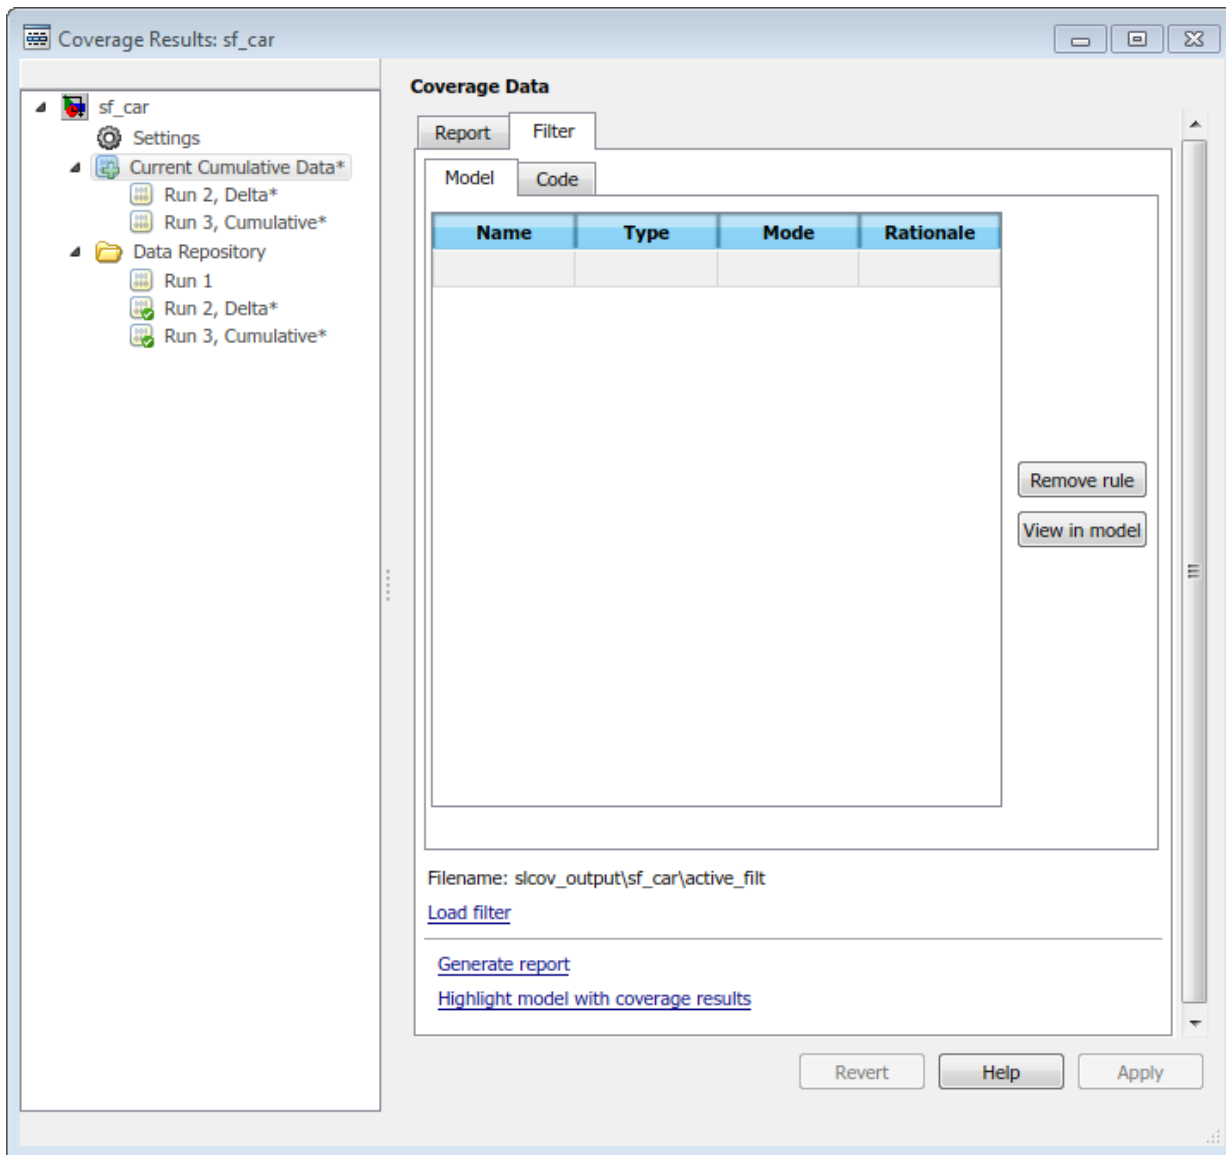 Coverage Results: sf_car
sf_car
Settings
Current Cumulative Data*
Run 2, Delta*
Run 3, Cumulative*
Data Repository
Run 1
Run 2, Delta*
Run 3, Cumulative*
Coverage Data
Report Filter
Model Code
Name Type Mode Rationale
Remove rule
View in model
Filename: slcov_output\sf_car\active_filt
Load filter
Generate report
Highlight model with coverage results
Revert Help Apply